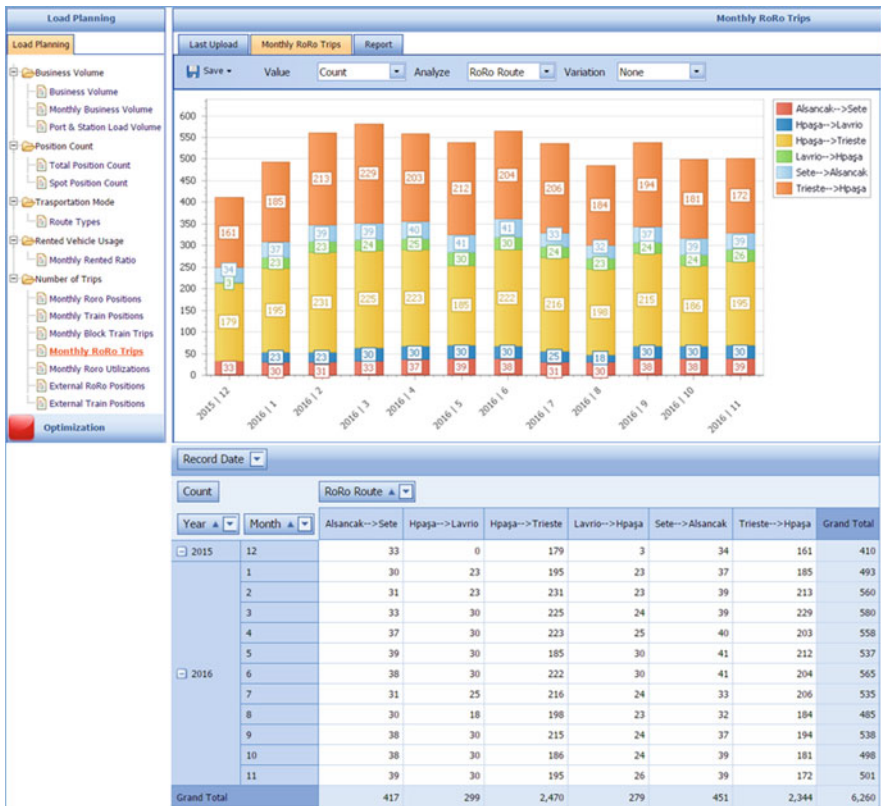 Load Planning
Monthly RoRo Trips
Load Planning
Last Upload Monthly RoRo Trips Report
Save Value Count Analyze RoRo Route Variation None
Business Volume
Business Volume
Monthly Business Volume
Port & Station Load Volume
Position Count
Total Position Count
Spot Position Count
Trasportation Mode
Route Types
Rented Vehicle Usage
Monthly Rented Ratio
Number of Trips
Monthly Roro Positions
Monthly Train Positions
Monthly Block Train Trips
Monthly RoRo Trips
Monthly Roro Utilizations
External RoRo Positions
External Train Positions
Optimization
600
550
500
450
400
350
300
250
200
150
100
50
0
161 185 213 229 203 212 204 206 184 194 181 172
34 37 39 39 40 41 41 33 32 37 39 39
3 23 23 24 25 30 30 24 23 24 24 26
179 195 231 225 223 185 222 216 198 215 186 195
23 23 30 30 30 30 25 18 30 30 30
33 30 31 33 37 39 38 31 30 38 38 39
2015 | 12 2016 | 1 2016 | 2 2016 | 3 2016 | 4 2016 | 5 2016 | 6 2016 | 7 2016 | 8 2016 | 9 2016 | 10 2016 | 11
Alsancak-->Sete
Hpaşa-->Lavrio
Hpaşa-->Trieste
Lavrio-->Hpaşa
Sete-->Alsancak
Trieste-->Hpaşa
Record Date
Count RoRo Route
Year Month Alsancak-->Sete Hpaşa-->Lavrio Hpaşa-->Trieste Lavrio-->Hpaşa Sete-->Alsancak Trieste-->Hpaşa Grand Total
2015 12 33 0 179 3 34 161 410
1 30 23 195 23 37 185 493
2 31 23 231 23 39 213 560
3 33 30 225 24 39 229 580
4 37 30 223 25 40 203 558
5 39 30 185 30 41 212 537
2016 6 38 30 222 30 41 204 565
7 31 25 216 24 33 206 535
8 30 18 198 23 32 184 485
9 38 30 215 24 37 194 538
10 38 30 186 24 39 181 498
11 39 30 195 26 39 172 501
Grand Total 417 299 2,470 279 451 2,344 6,260